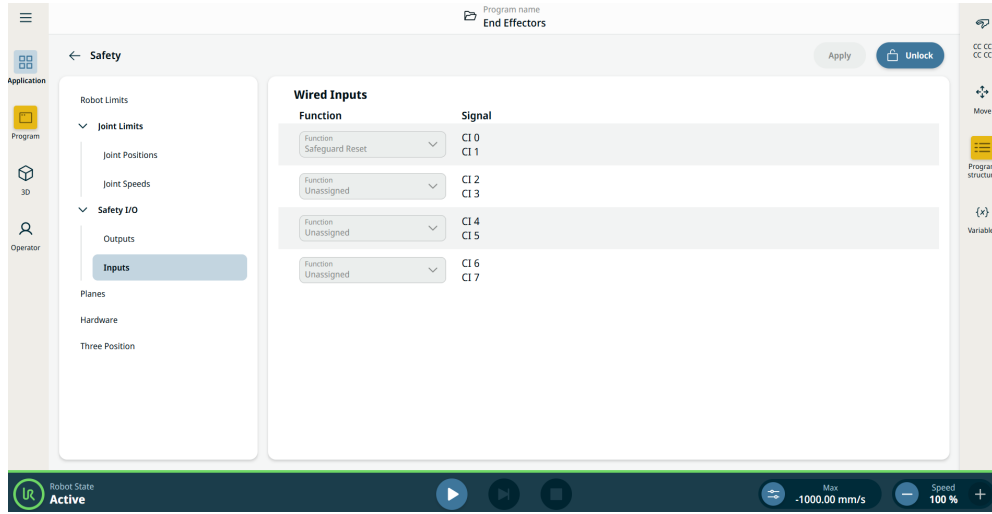 Program name
End Effectors
Application
Program
3D
Operator
Safety
Apply
Unlock
Robot Limits
Joint Limits
Joint Positions
Joint Speeds
Safety I/O
Outputs
Inputs
Planes
Hardware
Three Position
Wired Inputs
Function
Signal
Function
Safeguard Reset
CI 0
CI 1
Function
Unassigned
CI 2
CI 3
Function
Unassigned
CI 4
CI 5
Function
Unassigned
CI 6
CI 7
CC CC
CC CC
Move
Program
structure
{x}
Variable
UR
Robot State
Active
Max
-1000.00 mm/s
Speed
100 %